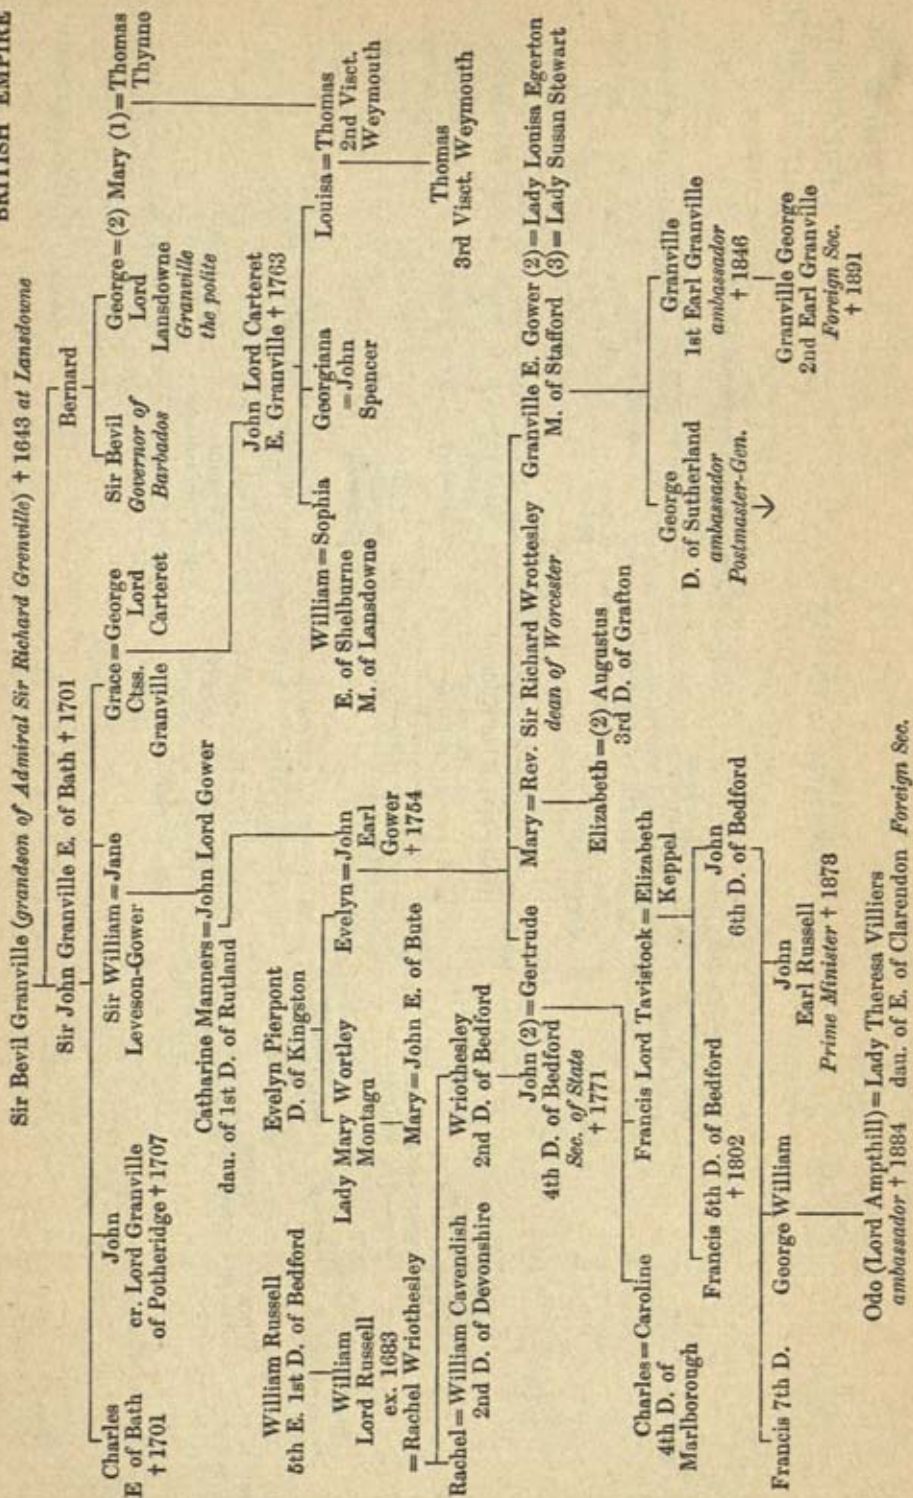 BRITISH EMPIRE
Sir Bevil Granville (grandson of Admiral Sir Richard Grenville) † 1643 at Lansdowne
Sir John Granville E. of Bath † 1701
Bernard
Charles
E of Bath
† 1701
John
cr. Lord Granville
of Potheridge † 1707
Sir William = Jane
Leveson-Gower
Grace = George
Ctss. Lord
Granville Carteret
Sir Bevil
Governor of
Barbados
George = (2) Mary (1) = Thomas
Lord Thynne
Lansdowne
Granville
the polite
Catharine Manners = John Lord Gower
dau. of 1st D. of Rutland
John Lord Carteret
E. Granville † 1763
William Russell
5th E. 1st D. of Bedford
Evelyn Pierpont
D. of Kingston
William
Lord Russell
ex. 1683
= Rachel Wriothesley
Lady Mary Wortley
Montagu
Evelyn = John
Earl
Gower
† 1754
William = Sophia
E. of Shelburne
M. of Lansdowne
Georgiana
= John
Spencer
Louisa = Thomas
2nd Visct.
Weymouth
Mary = John E. of Bute
Thomas
3rd Visct. Weymouth
Rachel = William Cavendish
2nd D. of Devonshire
Wriothesley
2nd D. of Bedford
John (2) = Gertrude
4th D. of Bedford
Sec. of State
† 1771
Mary = Rev. Sir Richard Wrottesley
dean of Worcester
Granville E. Gower (2) = Lady Louisa Egerton
M. of Stafford (3) = Lady Susan Stewart
Elizabeth = (2) Augustus
3rd D. of Grafton
Charles = Caroline
4th D. of
Marlborough
Francis Lord Tavistock = Elizabeth
Keppel
George
D. of Sutherland
ambassador
Postmaster-Gen.
Granville
1st Earl Granville
ambassador
† 1846
Francis 5th D. of Bedford
† 1802
John
6th D. of Bedford
Granville George
2nd Earl Granville
Foreign Sec.
† 1891
Francis 7th D.
George William
John
Earl Russell
Prime Minister † 1878
Odo (Lord Ampthill) = Lady Theresa Villiers
ambassador † 1884 dau. of E. of Clarendon Foreign Sec.